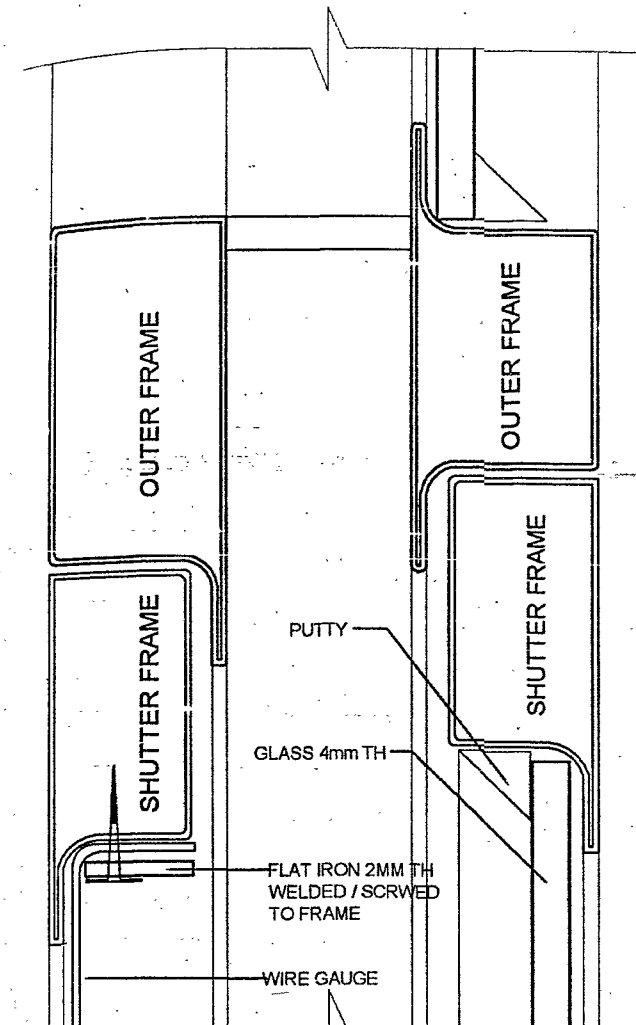 OUTER FRAME
OUTER FRAME
SHUTTER FRAME
SHUTTER FRAME
PUTTY
GLASS 4mm TH
FLAT IRON 2MM TH
WELDED / SCRWED
TO FRAME
WIRE GAUGE